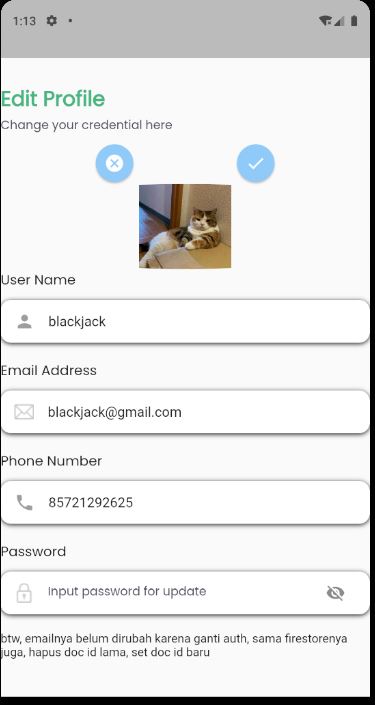 1:13
Edit Profile
Change your credential here
User Name
blackjack
Email Address
blackjack@gmail.com
Phone Number
85721292625
Password
Input password for update
btw, emailnya belum dirubah karena ganti auth, sama firestorenya
juga, hapus doc id lama, set doc id baru